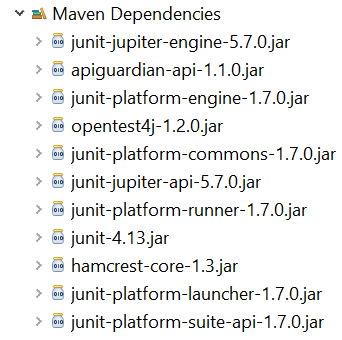 Maven Dependencies
junit-jupiter-engine-5.7.0.jar
apiguardian-api-1.1.0.jar
junit-platform-engine-1.7.0.jar
opentest4j-1.2.0.jar
junit-platform-commons-1.7.0.jar
junit-jupiter-api-5.7.0.jar
junit-platform-runner-1.7.0.jar
junit-4.13.jar
hamcrest-core-1.3.jar
junit-platform-launcher-1.7.0.jar
junit-platform-suite-api-1.7.0.jar